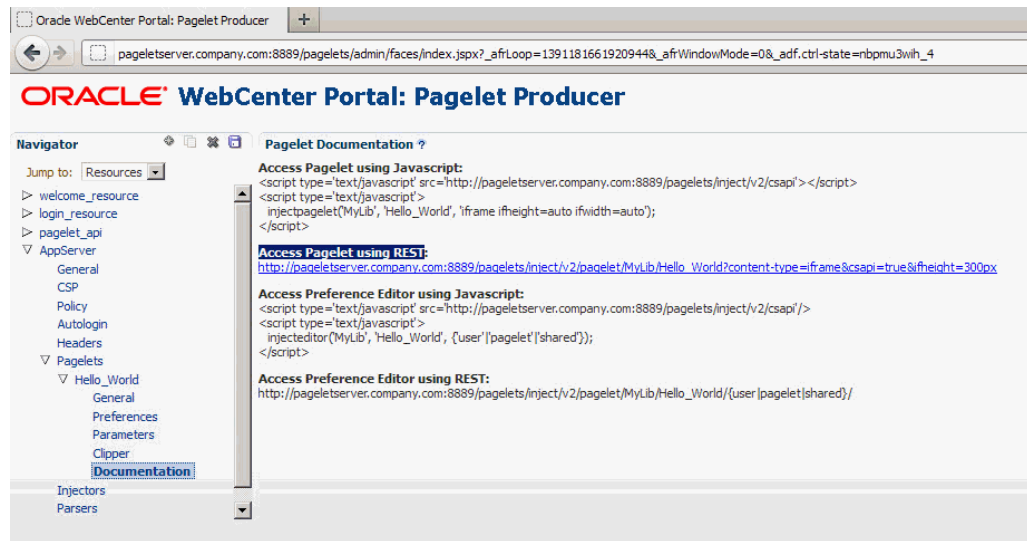 Oracle WebCenter Portal: Pagelet Producer
pageletserver.company.com:8889/pagelets/admin/faces/index.jspx?_afrLoop=1391181661920944&_afrWindowMode=0&_adf.ctrl-state=nbpmu3wih_4
ORACLE WebCenter Portal: Pagelet Producer
Navigator
Jump to: Resources
welcome_resource
login_resource
pagelet_api
AppServer
General
CSP
Policy
Autologin
Headers
Pagelets
Hello_World
General
Preferences
Parameters
Clipper
Documentation
Injectors
Parsers
Pagelet Documentation ?
Access Pagelet using Javascript:
<script type='text/javascript' src='http://pageletserver.company.com:8889/pagelets/inject/v2/csapi'></script>
<script type='text/javascript'>
injectpagelet('MyLib', 'Hello_World', 'iframe ifheight=auto ifwidth=auto');
</script>
Access Pagelet using REST:
http://pageletserver.company.com:8889/pagelets/inject/v2/pagelet/MyLib/Hello_World?content-type=iframe&csapi=true&ifheight=300px
Access Preference Editor using Javascript:
<script type='text/javascript' src='http://pageletserver.company.com:8889/pagelets/inject/v2/csapi'/>
<script type='text/javascript'>
injecteditor('MyLib', 'Hello_World', {'user'|'pagelet'|'shared'});
</script>
Access Preference Editor using REST:
http://pageletserver.company.com:8889/pagelets/inject/v2/pagelet/MyLib/Hello_World/{user|pagelet|shared}/